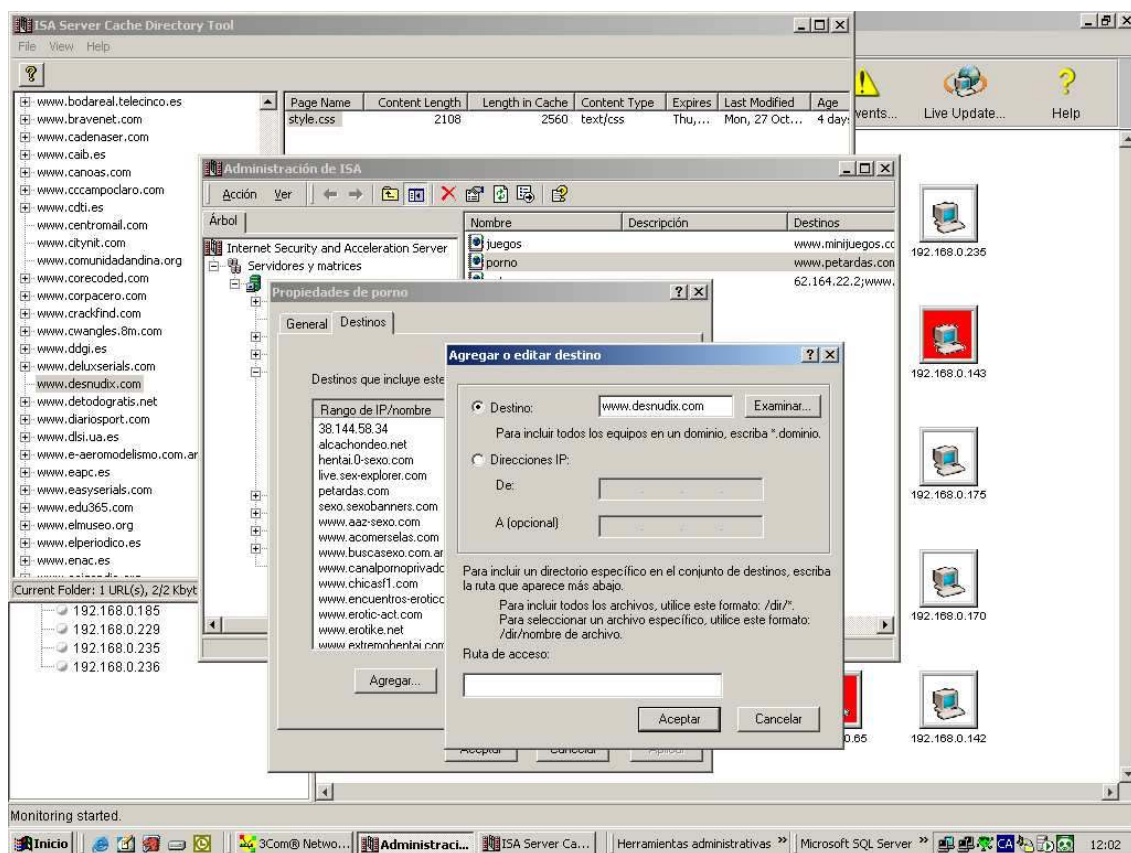 ISA Server Cache Directory Tool
File View Help
www.bodareal.telecinco.es
www.bravenet.com
www.cadenaser.com
www.caib.es
www.canoas.com
www.cccampoclaro.com
www.cdti.es
www.centromail.com
www.citynit.com
www.comunidadandina.org
www.corecoded.com
www.corpacero.com
www.crackfind.com
www.cwangles.8m.com
www.ddgi.es
www.deluxserials.com
www.desnudix.com
www.detodogratis.net
www.diariosport.com
www.dlsi.ua.es
www.e-aeromodelismo.com.ar
www.eapc.es
www.easyserials.com
www.edu365.com
www.elmuseo.org
www.elperiodico.es
www.enac.es
Current Folder: 1 URL(s), 2/2 Kbyt
Page Name Content Length Length in Cache Content Type Expires Last Modified Age
style.css 2108 2560 text/css Thu,... Mon, 27 Oct... 4 day
vents... Live Update... Help
Administración de ISA
Acción Ver
Árbol
Internet Security and Acceleration Server
Servidores y matrices
Nombre Descripción Destinos
juegos www.minijuegos.cc
porno www.petardas.con
62.164.22.2;www.
Propiedades de porno
General Destinos
Destinos que incluye este
Rango de IP/nombre
38.144.58.34
alcachondeo.net
hentai.0-sexo.com
live.sex-explorer.com
petardas.com
sexo.sexobanners.com
www.aaz-sexo.com
www.acomerselas.com
www.buscasexo.com.ar
www.canalpornoprivado
www.chicasf1.com
www.encuentros-erotico
www.erotic-act.com
www.erotike.net
www.extremohentai.com
Agregar...
Aceptar Cancelar Aplicar
Agregar o editar destino
Destino: www.desnudix.com Examinar...
Para incluir todos los equipos en un dominio, escriba *.dominio.
Direcciones IP:
De:
A (opcional)
Para incluir un directorio específico en el conjunto de destinos, escriba
la ruta que aparece más abajo.
Para incluir todos los archivos, utilice este formato: /dir/*.
Para seleccionar un archivo específico, utilice este formato:
/dir/nombre de archivo.
Ruta de acceso:
Aceptar Cancelar
192.168.0.235
192.168.0.143
192.168.0.175
192.168.0.170
0.65 192.168.0.142
192.168.0.185
192.168.0.229
192.168.0.235
192.168.0.236
Monitoring started.
Inicio 3Com® Netwo... Administraci... ISA Server Ca... Herramientas administrativas » Microsoft SQL Server » CA 12:02